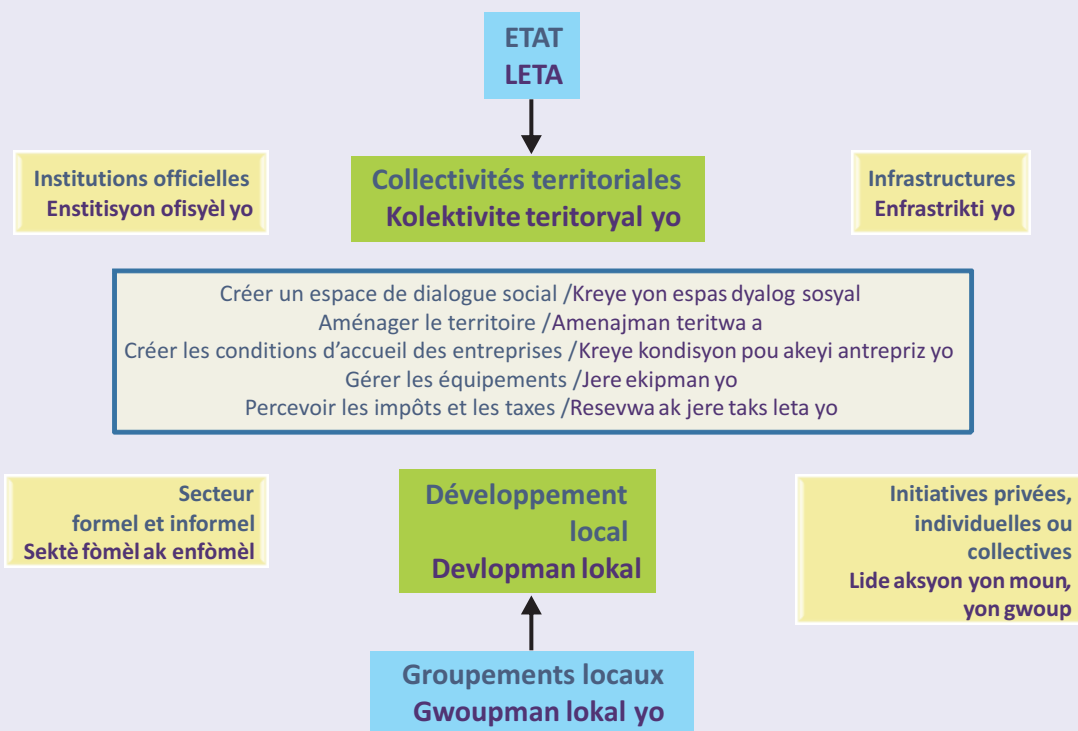 ETAT
LETA
Institutions officielles
Enstitisyon ofisyèl yo
Collectivités territoriales
Kolektivite teritoryal yo
Infrastructures
Enfrastrikti yo
Créer un espace de dialogue social /Kreye yon espas dyalog sosyal
Aménager le territoire /Amenajman teritwa a
Créer les conditions d’accueil des entreprises /Kreye kondisyon pou akeyi antrepriz yo
Gérer les équipements /Jere ekipman yo
Percevoir les impôts et les taxes /Resevwa ak jere taks leta yo
Secteur
formel et informel
Sektè fòmèl ak enfòmèl
Développement
local
Devlopman lokal
Initiatives privées,
individuelles ou
collectives
Lide aksyon yon moun,
yon gwoup
Groupements locaux
Gwoupman lokal yo